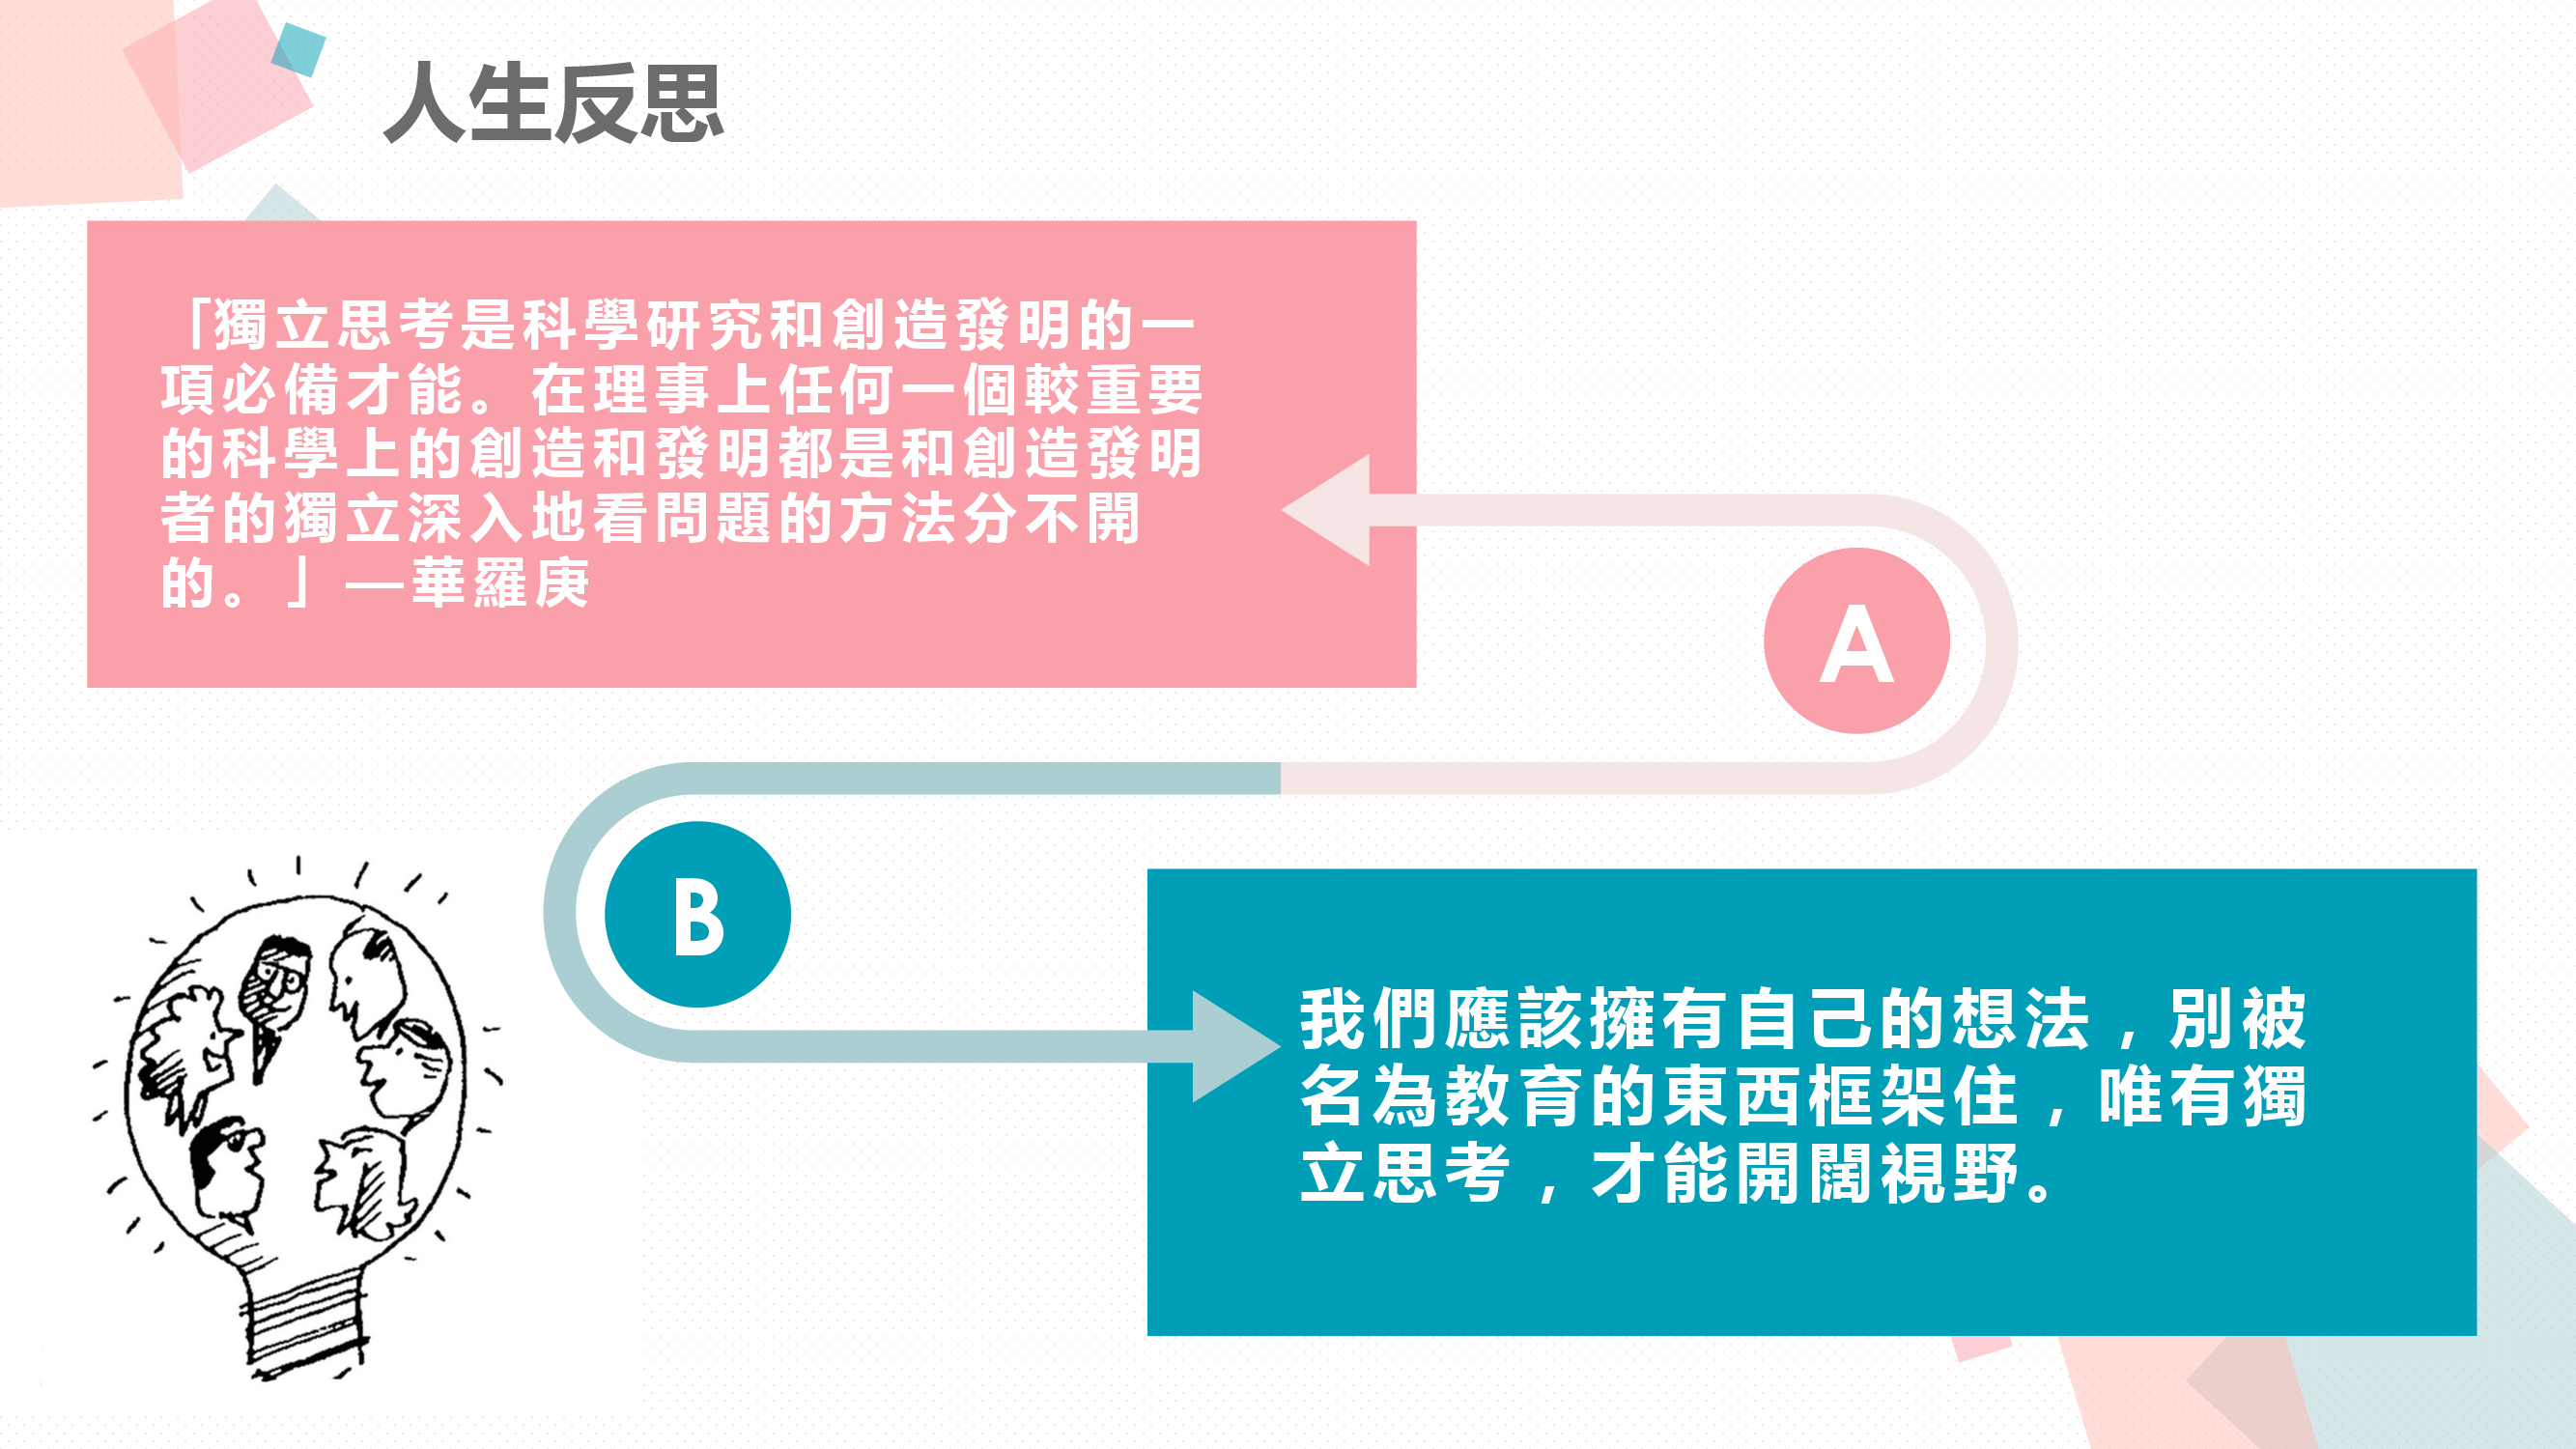 人生反思
「獨立思考是科學研究和創造發明的一
項必備才能。在理事上任何一個較重要
的科學上的創造和發明都是和創造發明
者的獨立深入地看問題的方法分不開
的。」—華羅庚
A
B
我們應該擁有自己的想法，別被
名為教育的東西框架住，唯有獨
立思考，才能開闊視野。